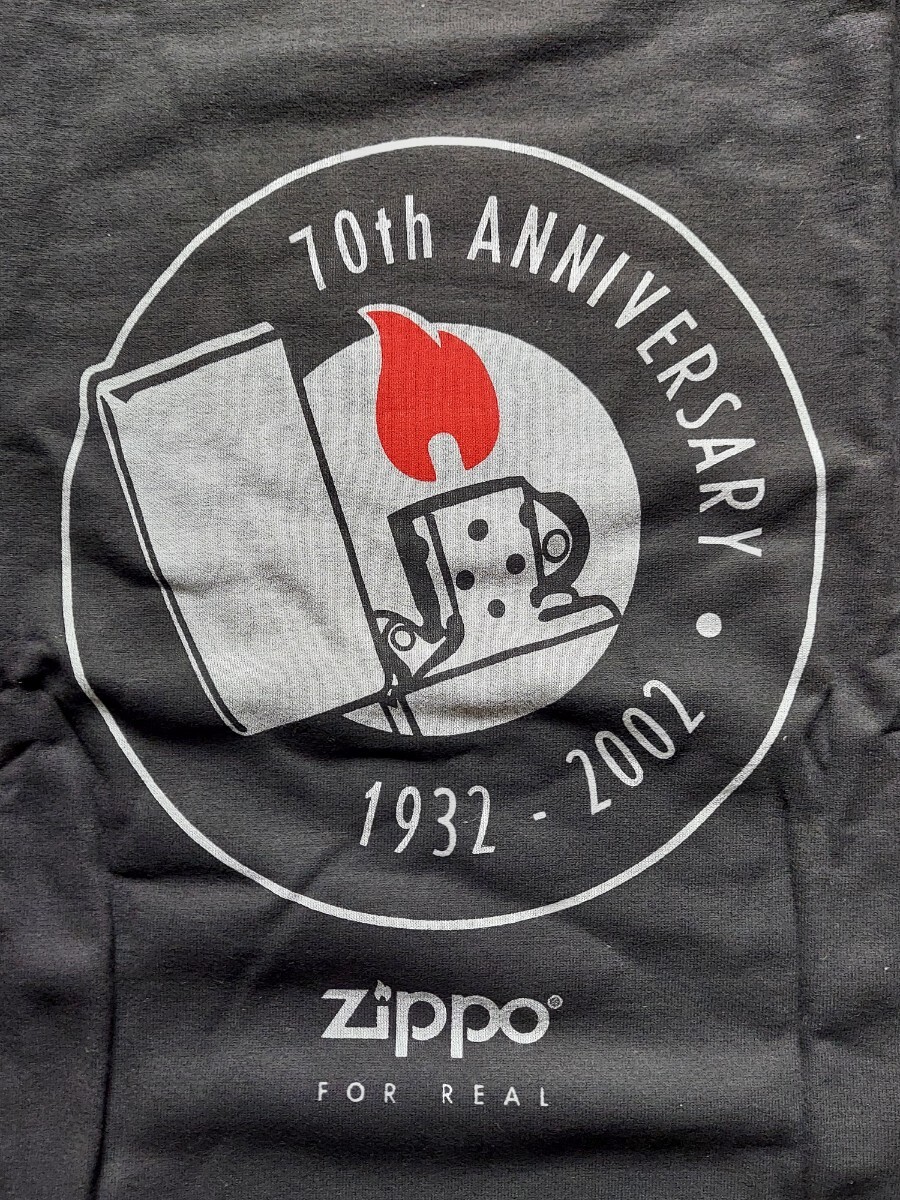 70th ANNIVERSARY •
1932 - 2002
Zippo®
FOR REAL